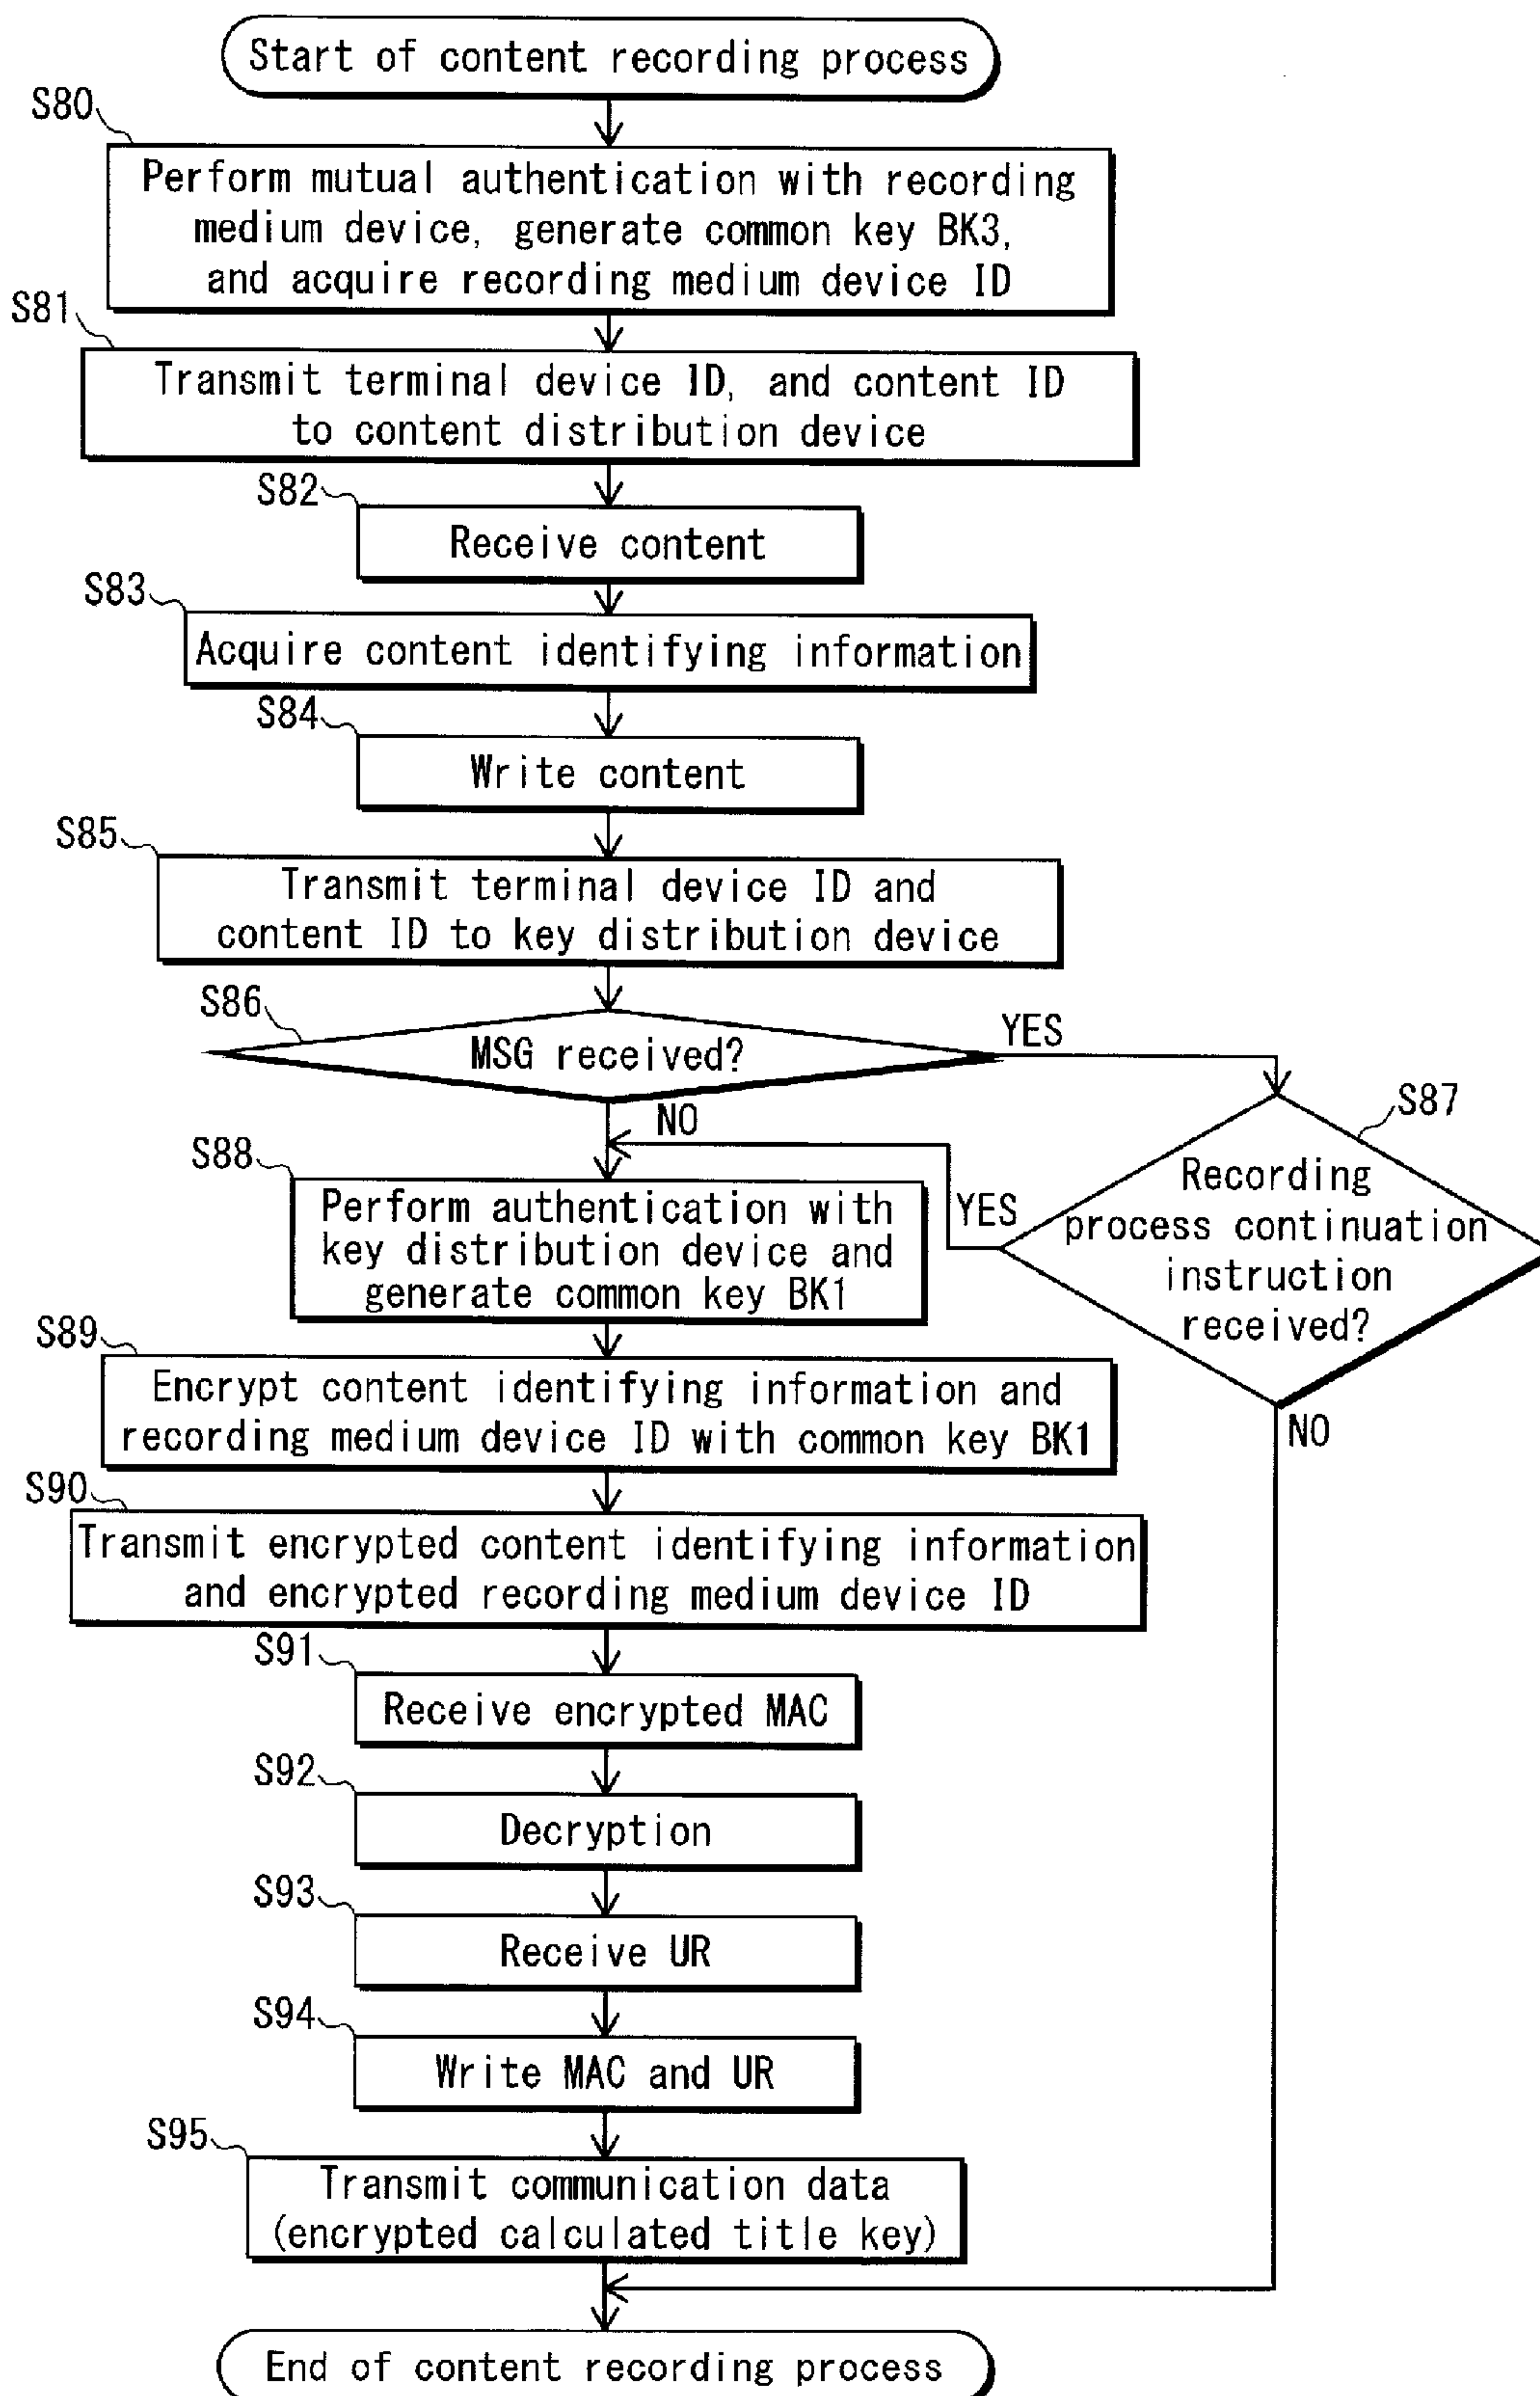 Start of content recording process
S80
Perform mutual authentication with recording
medium device, generate common key BK3,
and acquire recording medium device ID
S81
Transmit terminal device ID, and content ID
to content distribution device
S82
Receive content
S83
Acquire content identifying information
S84
Write content
S85
Transmit terminal device ID and
content ID to key distribution device
S86
MSG received?
YES
NO
S87
Recording
process continuation
instruction
received?
YES
NO
S88
Perform authentication with
key distribution device and
generate common key BK1
S89
Encrypt content identifying information and
recording medium device ID with common key BK1
S90
Transmit encrypted content identifying information
and encrypted recording medium device ID
S91
Receive encrypted MAC
S92
Decryption
S93
Receive UR
S94
Write MAC and UR
S95
Transmit communication data
(encrypted calculated title key)
End of content recording process